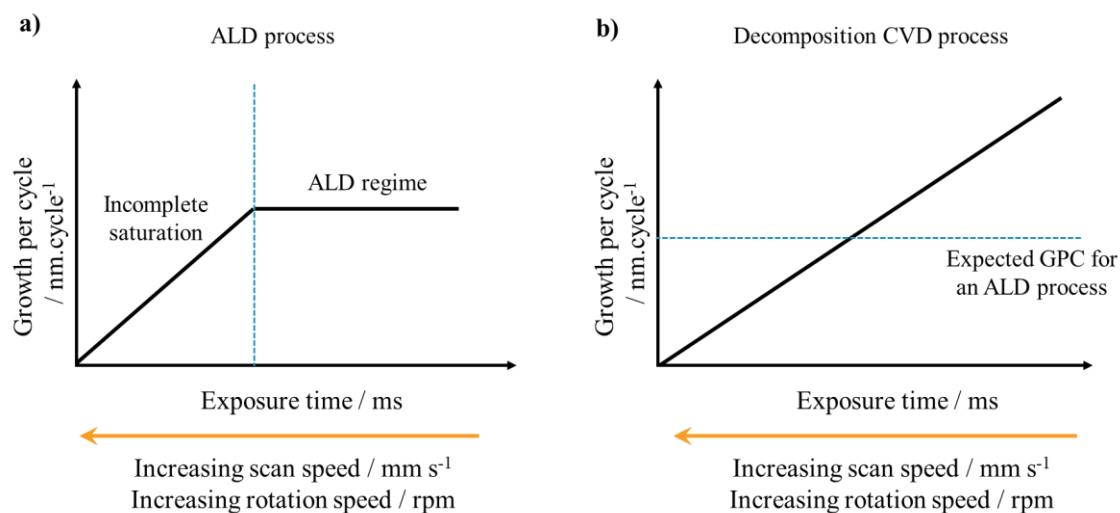 a)
ALD process
Growth per cycle
/ nm.cycle⁻¹
Incomplete
saturation
ALD regime
Exposure time / ms
Increasing scan speed / mm s⁻¹
Increasing rotation speed / rpm
b)
Decomposition CVD process
Growth per cycle
/ nm.cycle⁻¹
Expected GPC for
an ALD process
Exposure time / ms
Increasing scan speed / mm s⁻¹
Increasing rotation speed / rpm